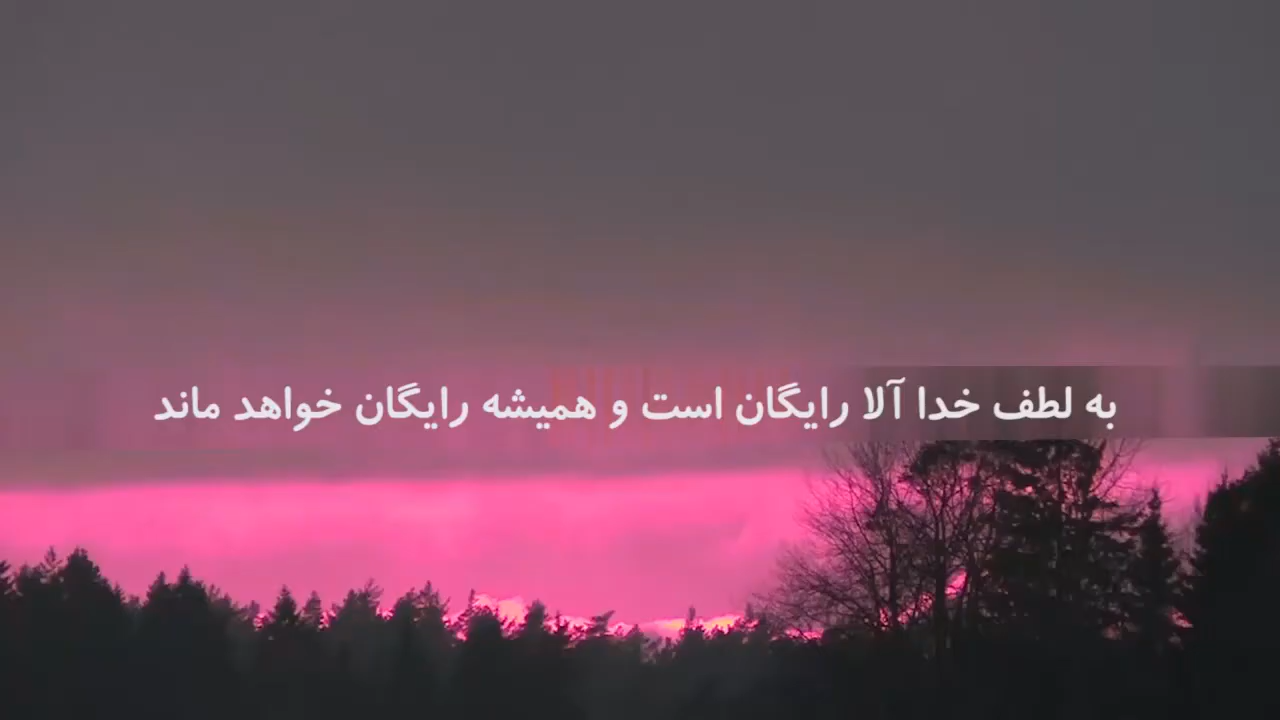 به لطف خدا آلا رایگان است و همیشه رایگان خواهد ماند